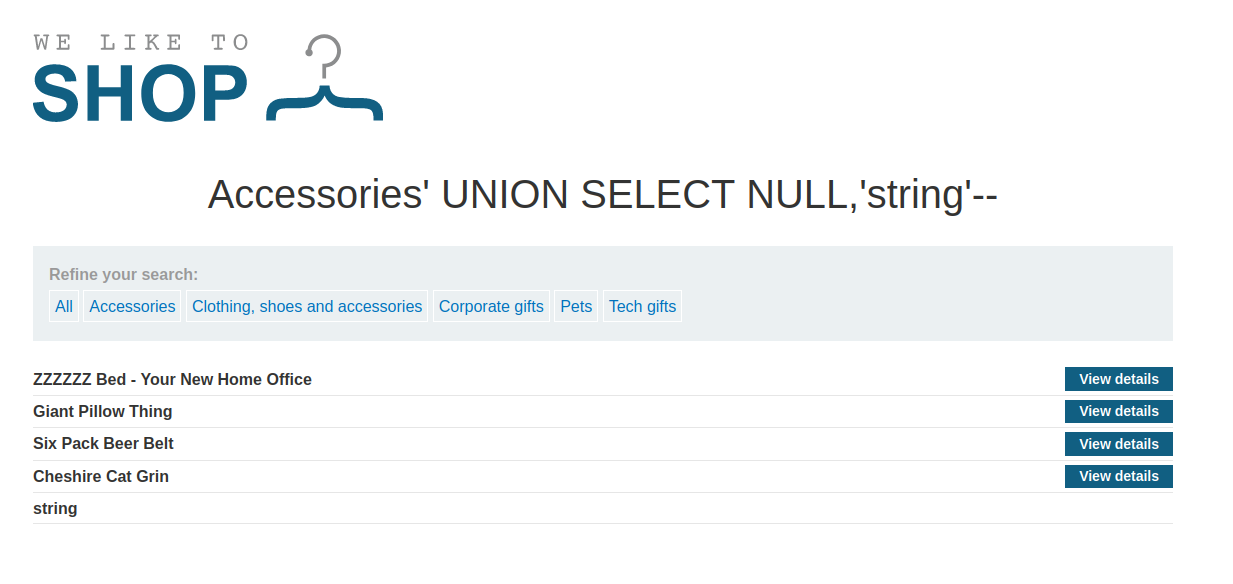 WE LIKE TO
SHOP
Accessories' UNION SELECT NULL,'string'--
Refine your search:
All Accessories Clothing, shoes and accessories Corporate gifts Pets Tech gifts
ZZZZZZ Bed - Your New Home Office View details
Giant Pillow Thing View details
Six Pack Beer Belt View details
Cheshire Cat Grin View details
string